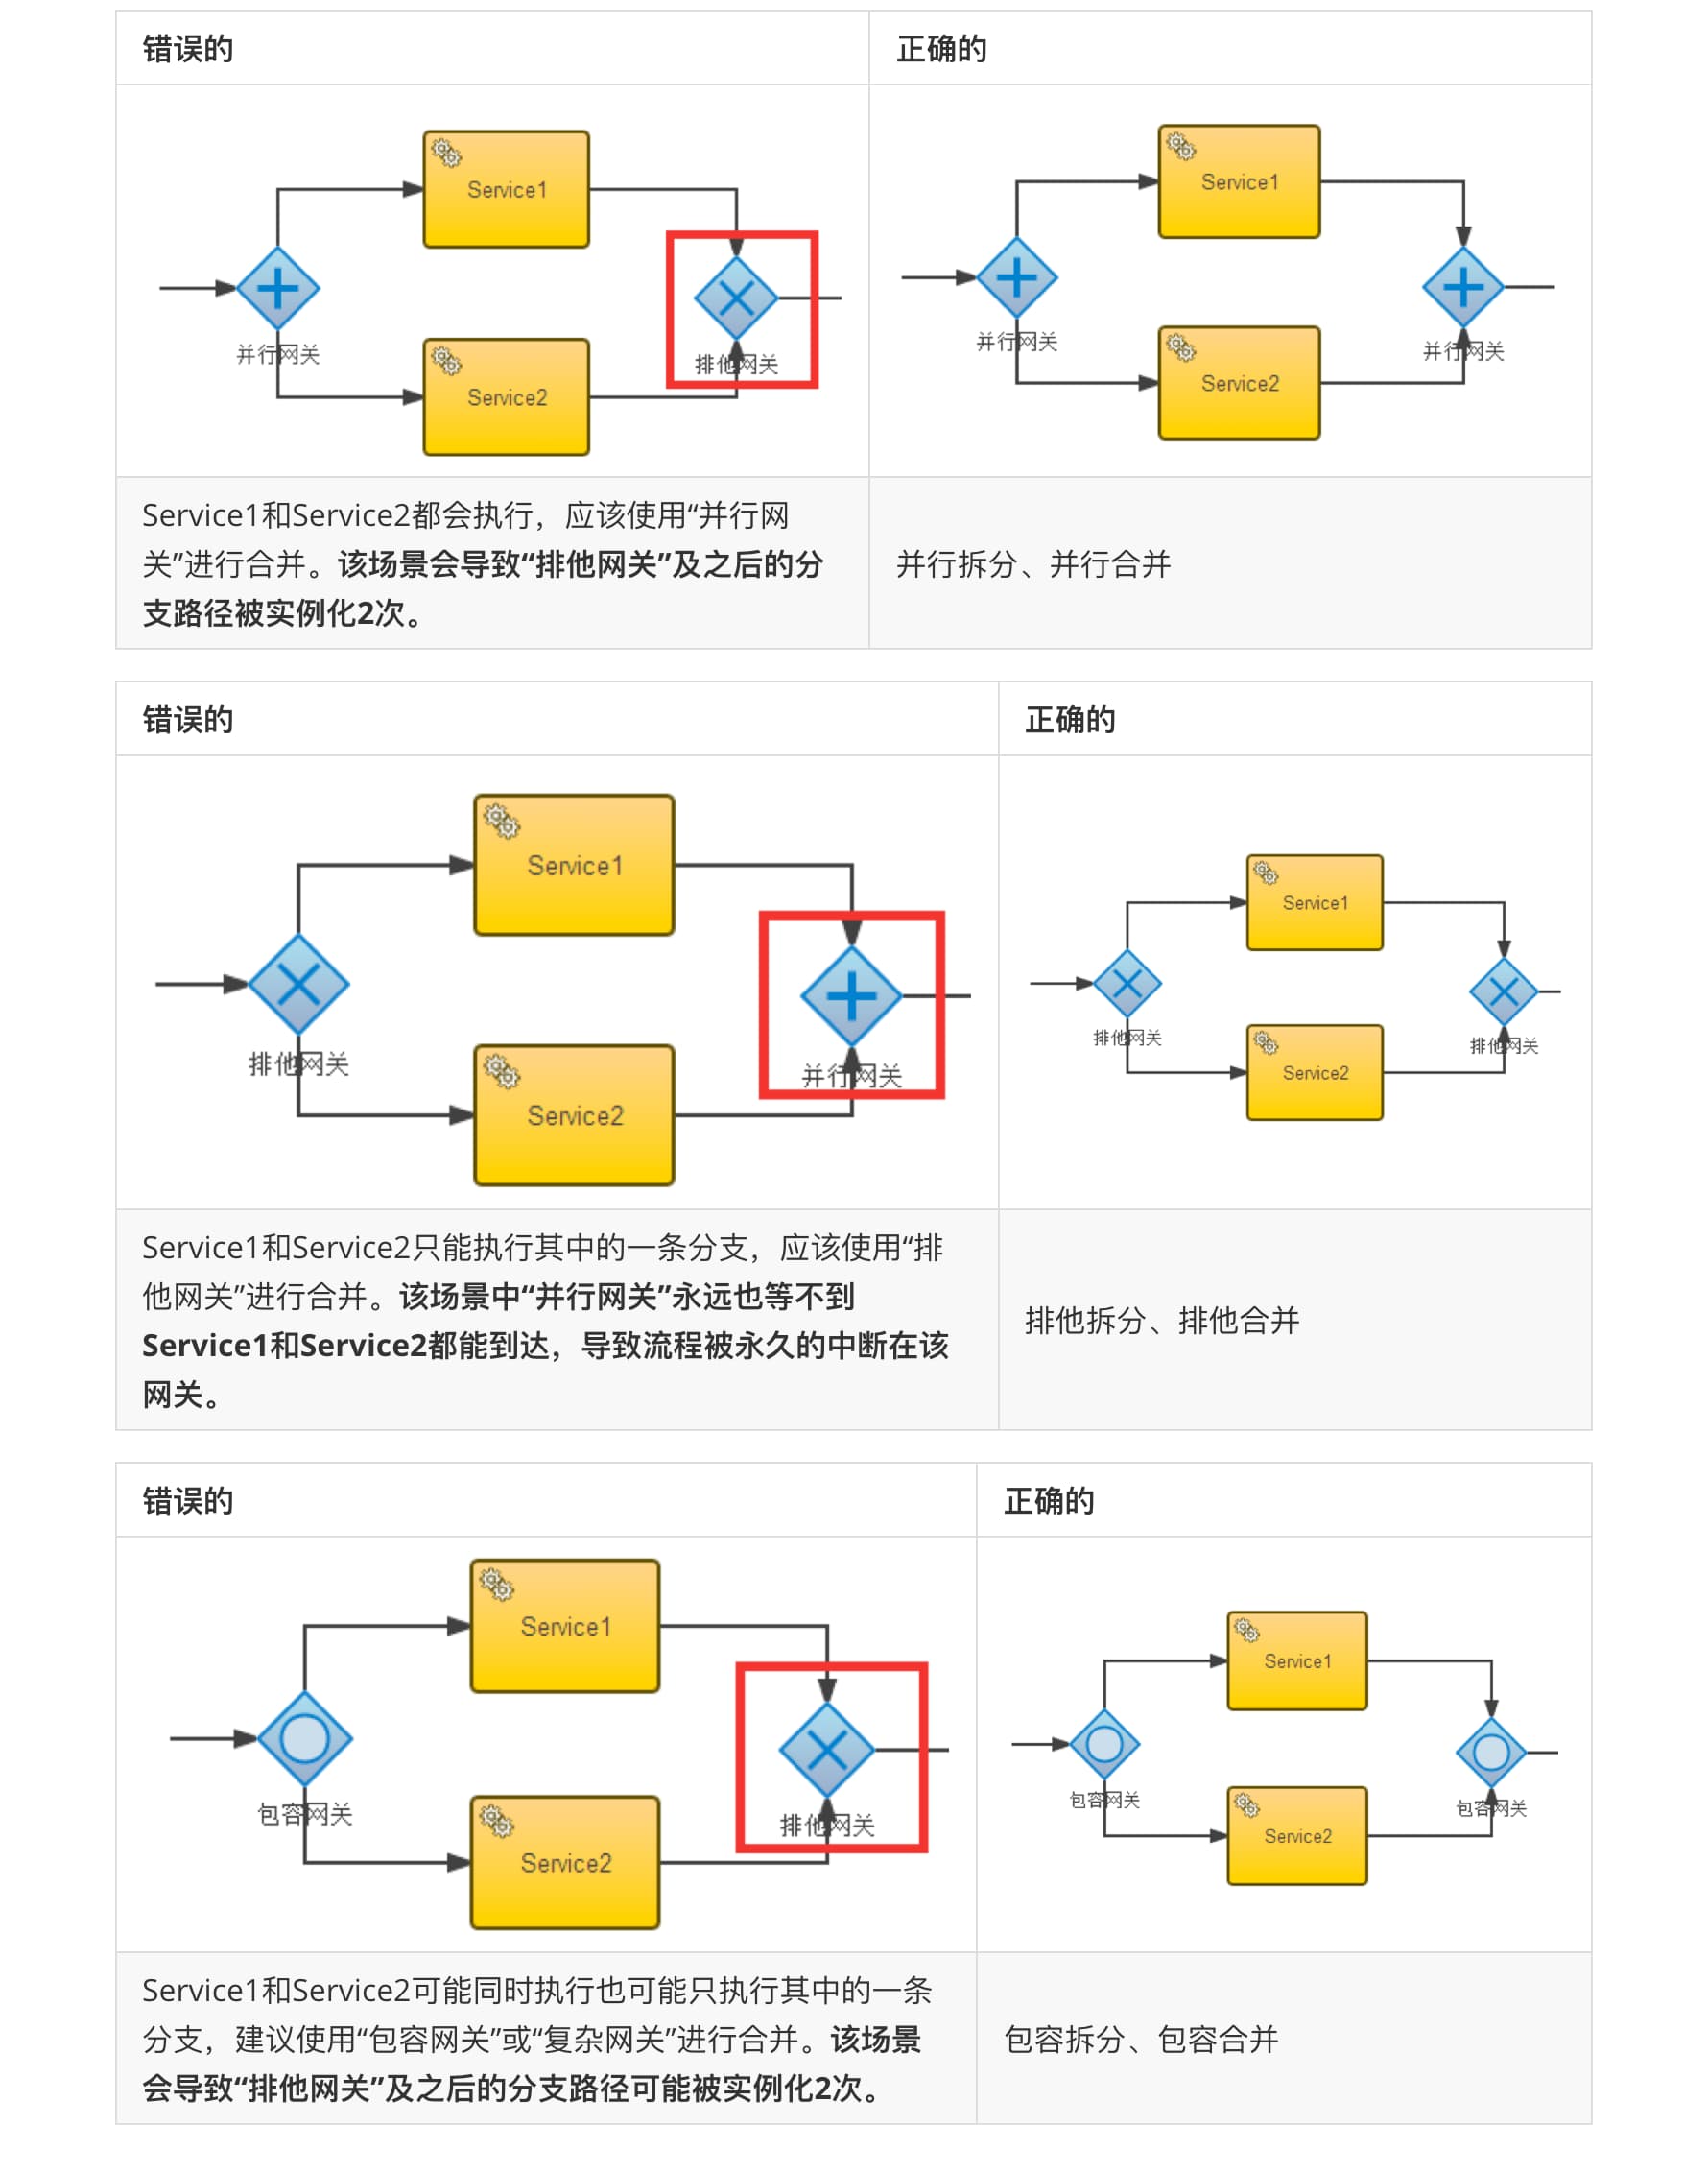 错误的
正确的
Service1
并行网关
排他网关
Service2
Service1
并行网关
并行网关
Service2
Service1和Service2都会执行，应该使用“并行网
关”进行合并。该场景会导致“排他网关”及之后的分
支路径被实例化2次。
并行拆分、并行合并
错误的
正确的
Service1
排他网关
并行网关
Service2
Service1
排他网关
排他网关
Service2
Service1和Service2只能执行其中的一条分支，应该使用“排
他网关”进行合并。该场景中“并行网关”永远也等不到
Service1和Service2都能到达，导致流程被永久的中断在该
网关。
排他拆分、排他合并
错误的
正确的
Service1
包容网关
排他网关
Service2
Service1
包容网关
包容网关
Service2
Service1和Service2可能同时执行也可能只执行其中的一条
分支，建议使用“包容网关”或“复杂网关”进行合并。该场景
会导致“排他网关”及之后的分支路径可能被实例化2次。
包容拆分、包容合并